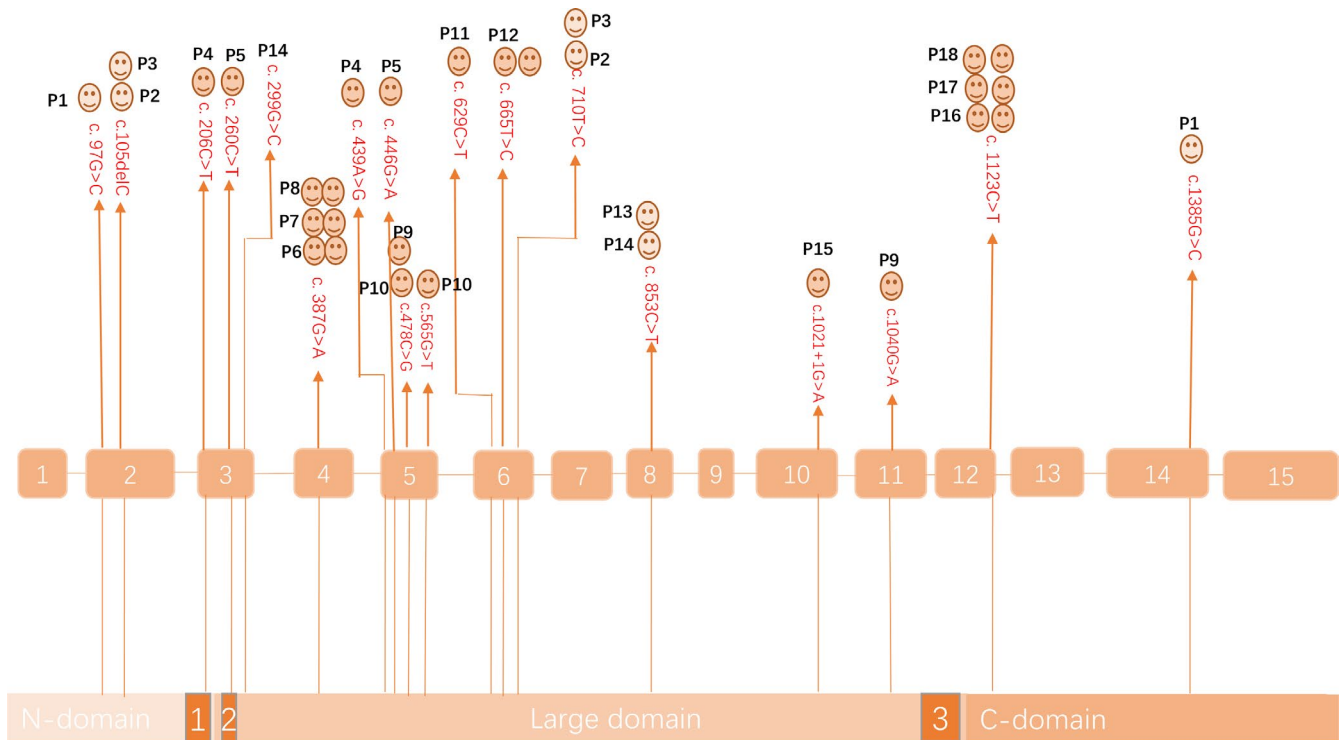 P1
c. 97G>C
P3
P2
c.105delC
P4
c. 206C>T
P5
c. 260C>T
P14
c. 299G>C
P8
P7
P6
c. 387G>A
P4
c. 439A>G
P5
c. 446G>A
P9
P10
c.478C>G
P10
c.565G>T
P11
c. 629C>T
P12
c. 665T>C
P3
P2
c. 710T>C
P13
P14
c. 853C>T
P15
c.1021+1G>A
P9
c.1040G>A
P18
P17
P16
c. 1123C>T
P1
c.1385G>C
1 2 3 4 5 6 7 8 9 10 11 12 13 14 15
N-domain 1 2 Large domain 3 C-domain